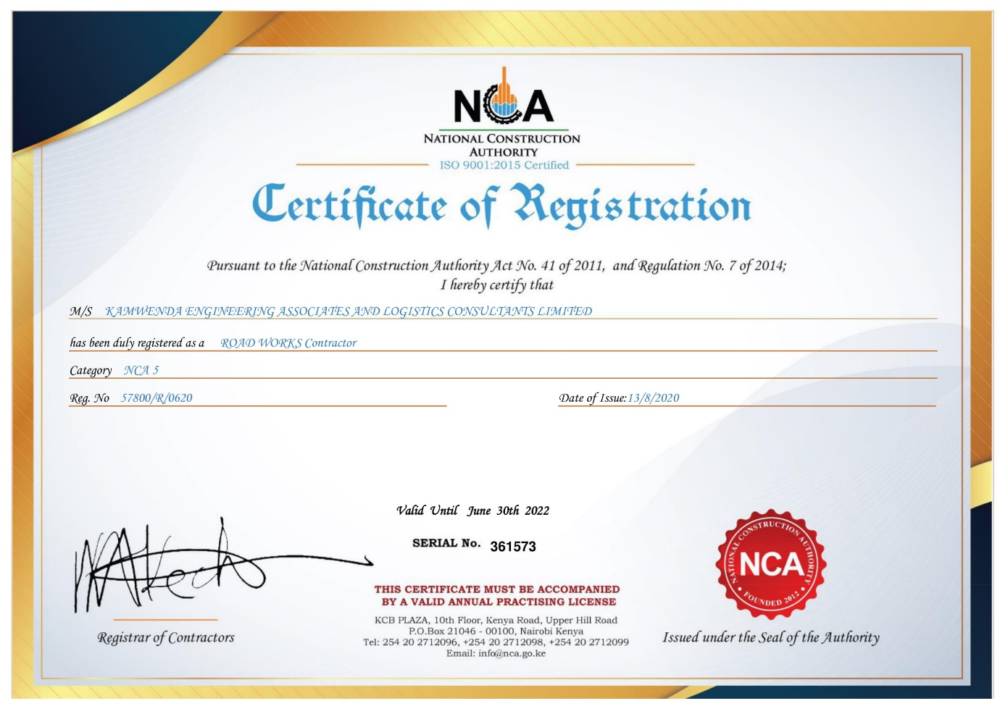 NCA
NATIONAL CONSTRUCTION
AUTHORITY
ISO 9001:2015 Certified
Certificate of Registration
Pursuant to the National Construction Authority Act No. 41 of 2011, and Regulation No. 7 of 2014;
I hereby certify that
M/S KAMWENDA ENGINEERING ASSOCIATES AND LOGISTICS CONSULTANTS LIMITED
has been duly registered as a ROAD WORKS Contractor
Category NCA 5
Reg. No 57800/R/0620 Date of Issue:13/8/2020
Valid Until June 30th 2022
SERIAL No. 361573
THIS CERTIFICATE MUST BE ACCOMPANIED
BY A VALID ANNUAL PRACTISING LICENSE
KCB PLAZA, 10th Floor, Kenya Road, Upper Hill Road
P.O.Box 21046 - 00100, Nairobi Kenya
Tel: 254 20 2712096, +254 20 2712098, +254 20 2712099
Email: info@nca.go.ke
Registrar of Contractors
NATIONAL CONSTRUCTION AUTHORITY
NCA
FOUNDED 2012
Issued under the Seal of the Authority